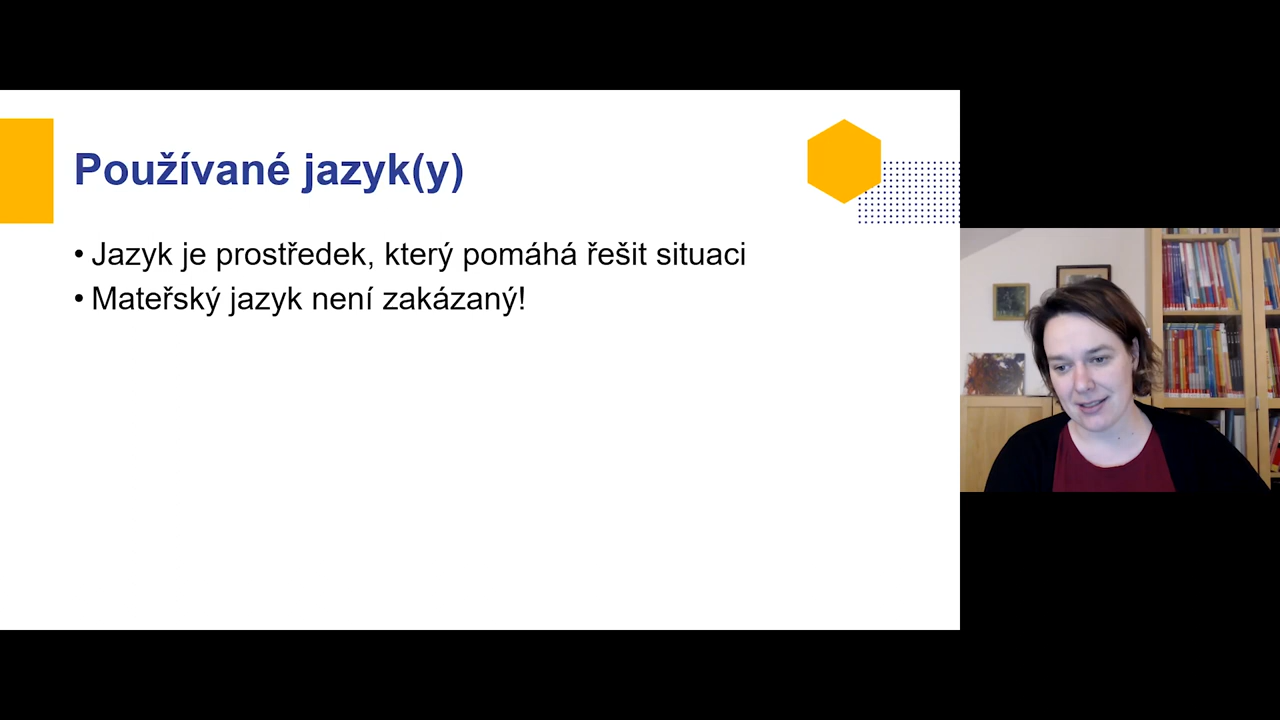 Používané jazyk(y)
• Jazyk je prostředek, který pomáhá řešit situaci
• Mateřský jazyk není zakázaný!